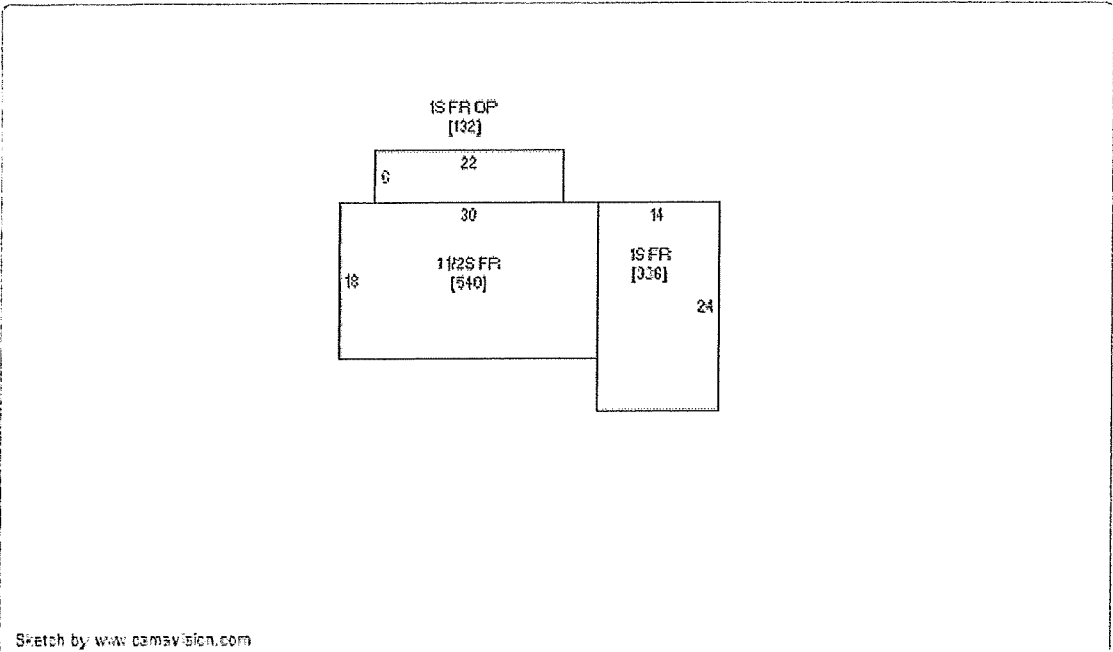 1S FR OP
[132]
22
6
30
14
1 1/2S FR
[540]
1S FR
[336]
18
24
Sketch by www.camavision.com